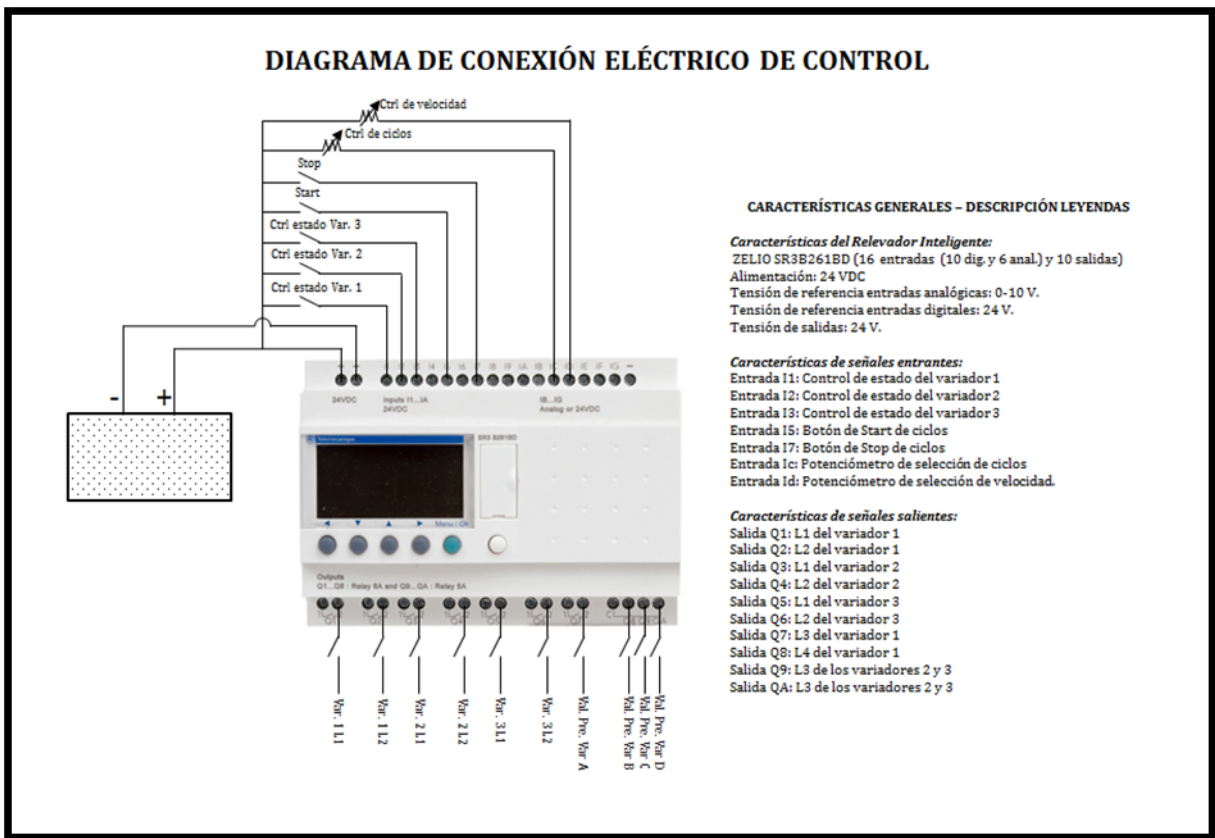 DIAGRAMA DE CONEXIÓN ELÉCTRICO DE CONTROL
Ctrl de velocidad
Ctrl de ciclos
Stop
Start
Ctrl estado Var. 3
Ctrl estado Var. 2
Ctrl estado Var. 1
- +
I4 I6 I8 I9 IA IB IE IF IG
24VDC
Inputs I1...IA
24VDC
IB...IG
Analog or 24VDC
Telemecanique
SR3 B261BD
Menu / Ok
Outputs
Q1...Q8 : Relay 8A and Q9...QA : Relay 5A
Var. 1 L1
Var. 1 L2
Var. 2 L1
Var. 2 L2
Var. 3 L1
Var. 3 L2
Val. Pre. Var A
Val. Pre. Var B
Val. Pre. Var C
Val. Pre. Var D
CARACTERÍSTICAS GENERALES – DESCRIPCIÓN LEYENDAS
Características del Relevador Inteligente:
ZELIO SR3B261BD (16 entradas (10 dig. y 6 anal.) y 10 salidas)
Alimentación: 24 VDC
Tensión de referencia entradas analógicas: 0-10 V.
Tensión de referencia entradas digitales: 24 V.
Tensión de salidas: 24 V.
Características de señales entrantes:
Entrada I1: Control de estado del variador 1
Entrada I2: Control de estado del variador 2
Entrada I3: Control de estado del variador 3
Entrada I5: Botón de Start de ciclos
Entrada I7: Botón de Stop de ciclos
Entrada Ic: Potenciómetro de selección de ciclos
Entrada Id: Potenciómetro de selección de velocidad.
Características de señales salientes:
Salida Q1: L1 del variador 1
Salida Q2: L2 del variador 1
Salida Q3: L1 del variador 2
Salida Q4: L2 del variador 2
Salida Q5: L1 del variador 3
Salida Q6: L2 del variador 3
Salida Q7: L3 del variador 1
Salida Q8: L4 del variador 1
Salida Q9: L3 de los variadores 2 y 3
Salida QA: L3 de los variadores 2 y 3